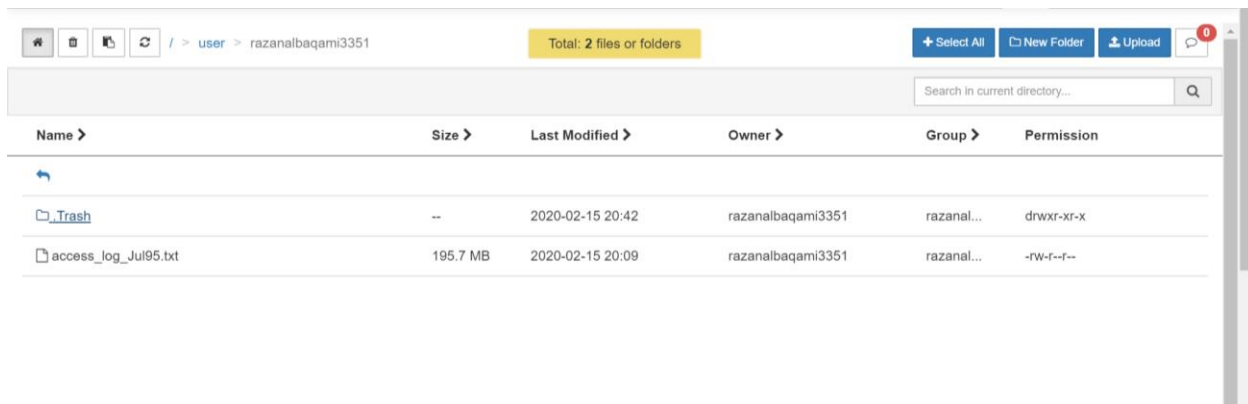 / > user > razanalbaqami3351 Total: 2 files or folders + Select All New Folder Upload 0
Search in current directory...
Name > Size > Last Modified > Owner > Group > Permission
.Trash -- 2020-02-15 20:42 razanalbaqami3351 razanal... drwxr-xr-x
access_log_Jul95.txt 195.7 MB 2020-02-15 20:09 razanalbaqami3351 razanal... -rw-r--r--